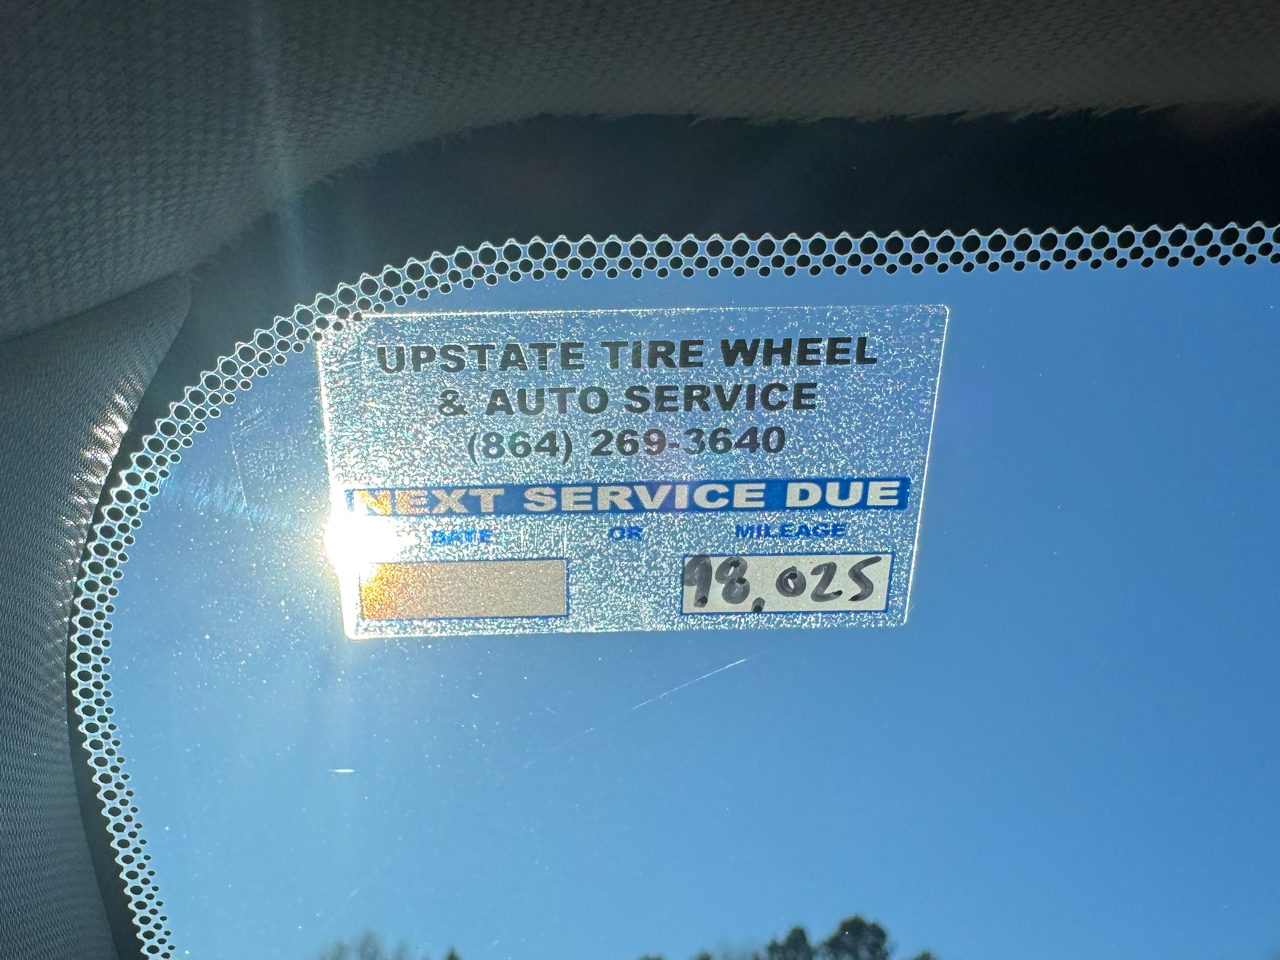 UPSTATE TIRE WHEEL
& AUTO SERVICE
(864) 269-3640
NEXT SERVICE DUE
DATE OR MILEAGE
98,025